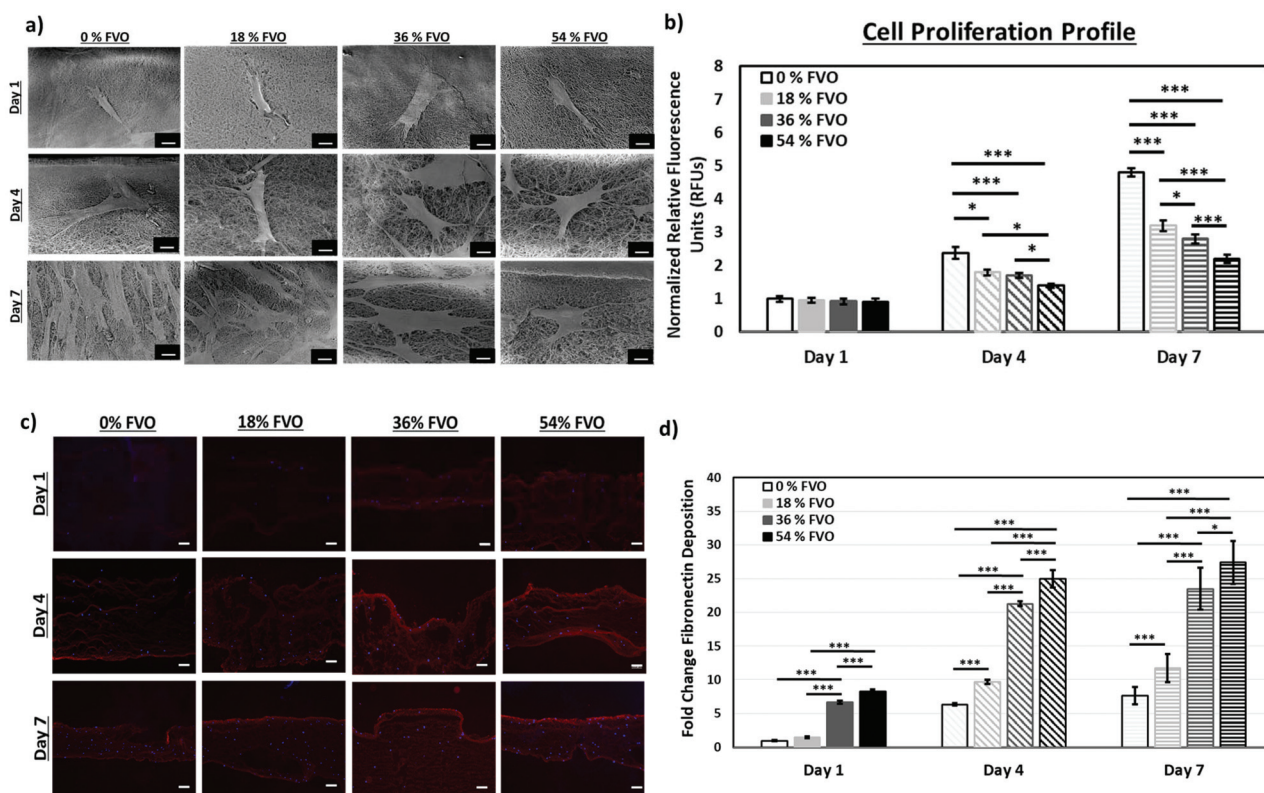 a)
0 % FVO 18 % FVO 36 % FVO 54 % FVO
Day 1
Day 4
Day 7
b)
Cell Proliferation Profile
Normalized Relative Fluorescence
Units (RFUs)
8
7
6
5
4
3
2
1
0
0 % FVO
18 % FVO
36 % FVO
54 % FVO
*** *** * * *
*** *** *** *** * ***
Day 1 Day 4 Day 7
c)
0% FVO 18% FVO 36% FVO 54% FVO
Day 1
Day 4
Day 7
d)
Fold Change Fibronectin Deposition
40
35
30
25
20
15
10
5
0
0 % FVO
18 % FVO
36 % FVO
54 % FVO
*** *** *** ***
*** *** *** *** *** ***
*** *** *** * *** ***
Day 1 Day 4 Day 7